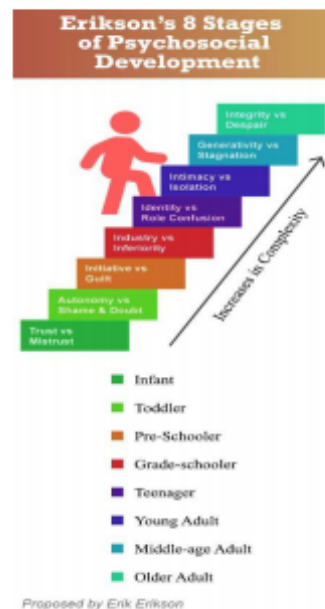 Erikson's 8 Stages
of Psychosocial
Development
Integrity vs
Despair
Generativity vs
Stagnation
Intimacy vs
Isolation
Identity vs
Role Confusion
Industry vs
Inferiority
Initiative vs
Guilt
Autonomy vs
Shame & Doubt
Trust vs
Mistrust
Increases in Complexity
Infant
Toddler
Pre-Schooler
Grade-schooler
Teenager
Young Adult
Middle-age Adult
Older Adult
Proposed by Erik Erikson